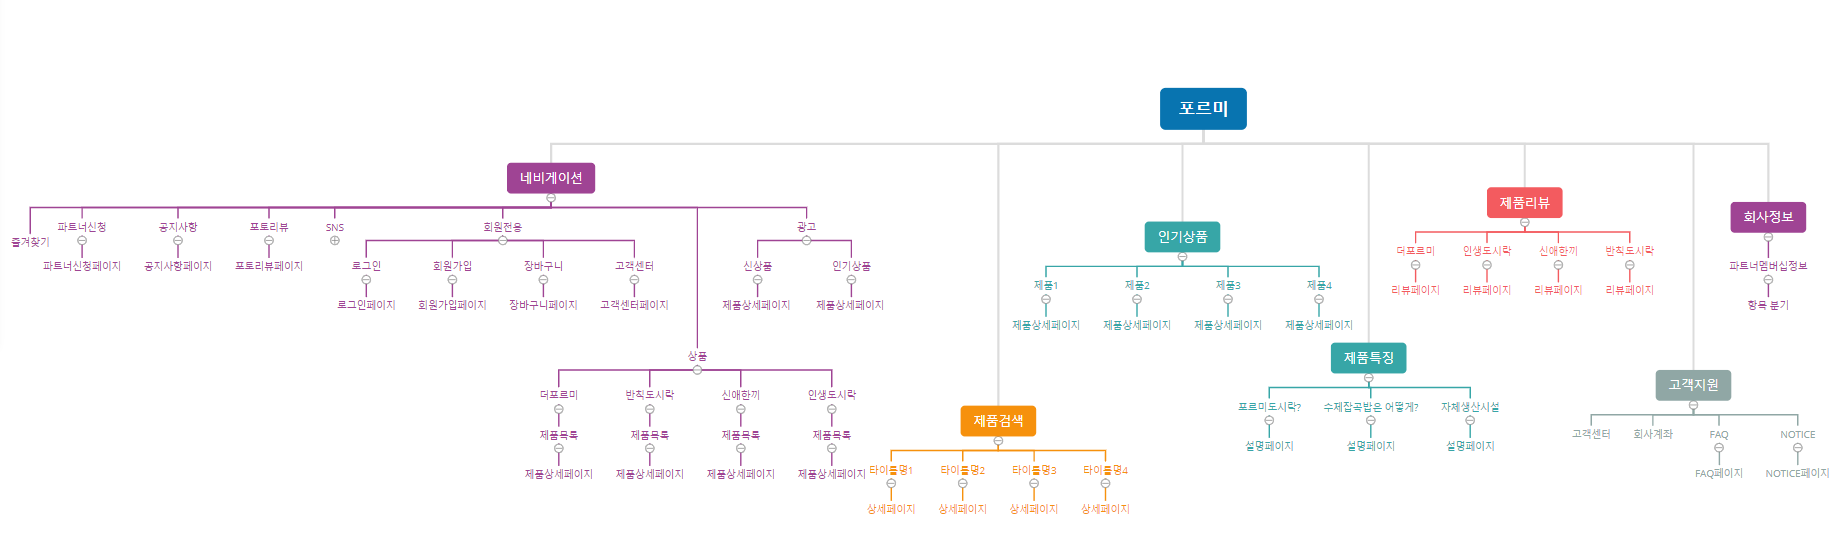 포르미
네비게이션
즐겨찾기
파트너신청
파트너신청페이지
공지사항
공지사항페이지
포토리뷰
포토리뷰페이지
SNS
회원전용
로그인
로그인페이지
회원가입
회원가입페이지
장바구니
장바구니페이지
고객센터
고객센터페이지
상품
더포르미
제품목록
제품상세페이지
반칙도시락
제품목록
제품상세페이지
신애한끼
제품목록
제품상세페이지
인생도시락
제품목록
제품상세페이지
광고
신상품
제품상세페이지
인기상품
제품상세페이지
제품검색
타이틀명1
상세페이지
타이틀명2
상세페이지
타이틀명3
상세페이지
타이틀명4
상세페이지
인기상품
제품1
제품상세페이지
제품2
제품상세페이지
제품3
제품상세페이지
제품4
제품상세페이지
제품특징
포르미도시락?
설명페이지
수제잡곡밥은 어떻게?
설명페이지
자체생산시설
설명페이지
제품리뷰
더포르미
리뷰페이지
인생도시락
리뷰페이지
신애한끼
리뷰페이지
반칙도시락
리뷰페이지
고객지원
고객센터
회사계좌
FAQ
FAQ페이지
NOTICE
NOTICE페이지
회사정보
파트너멤버십정보
항목 분기